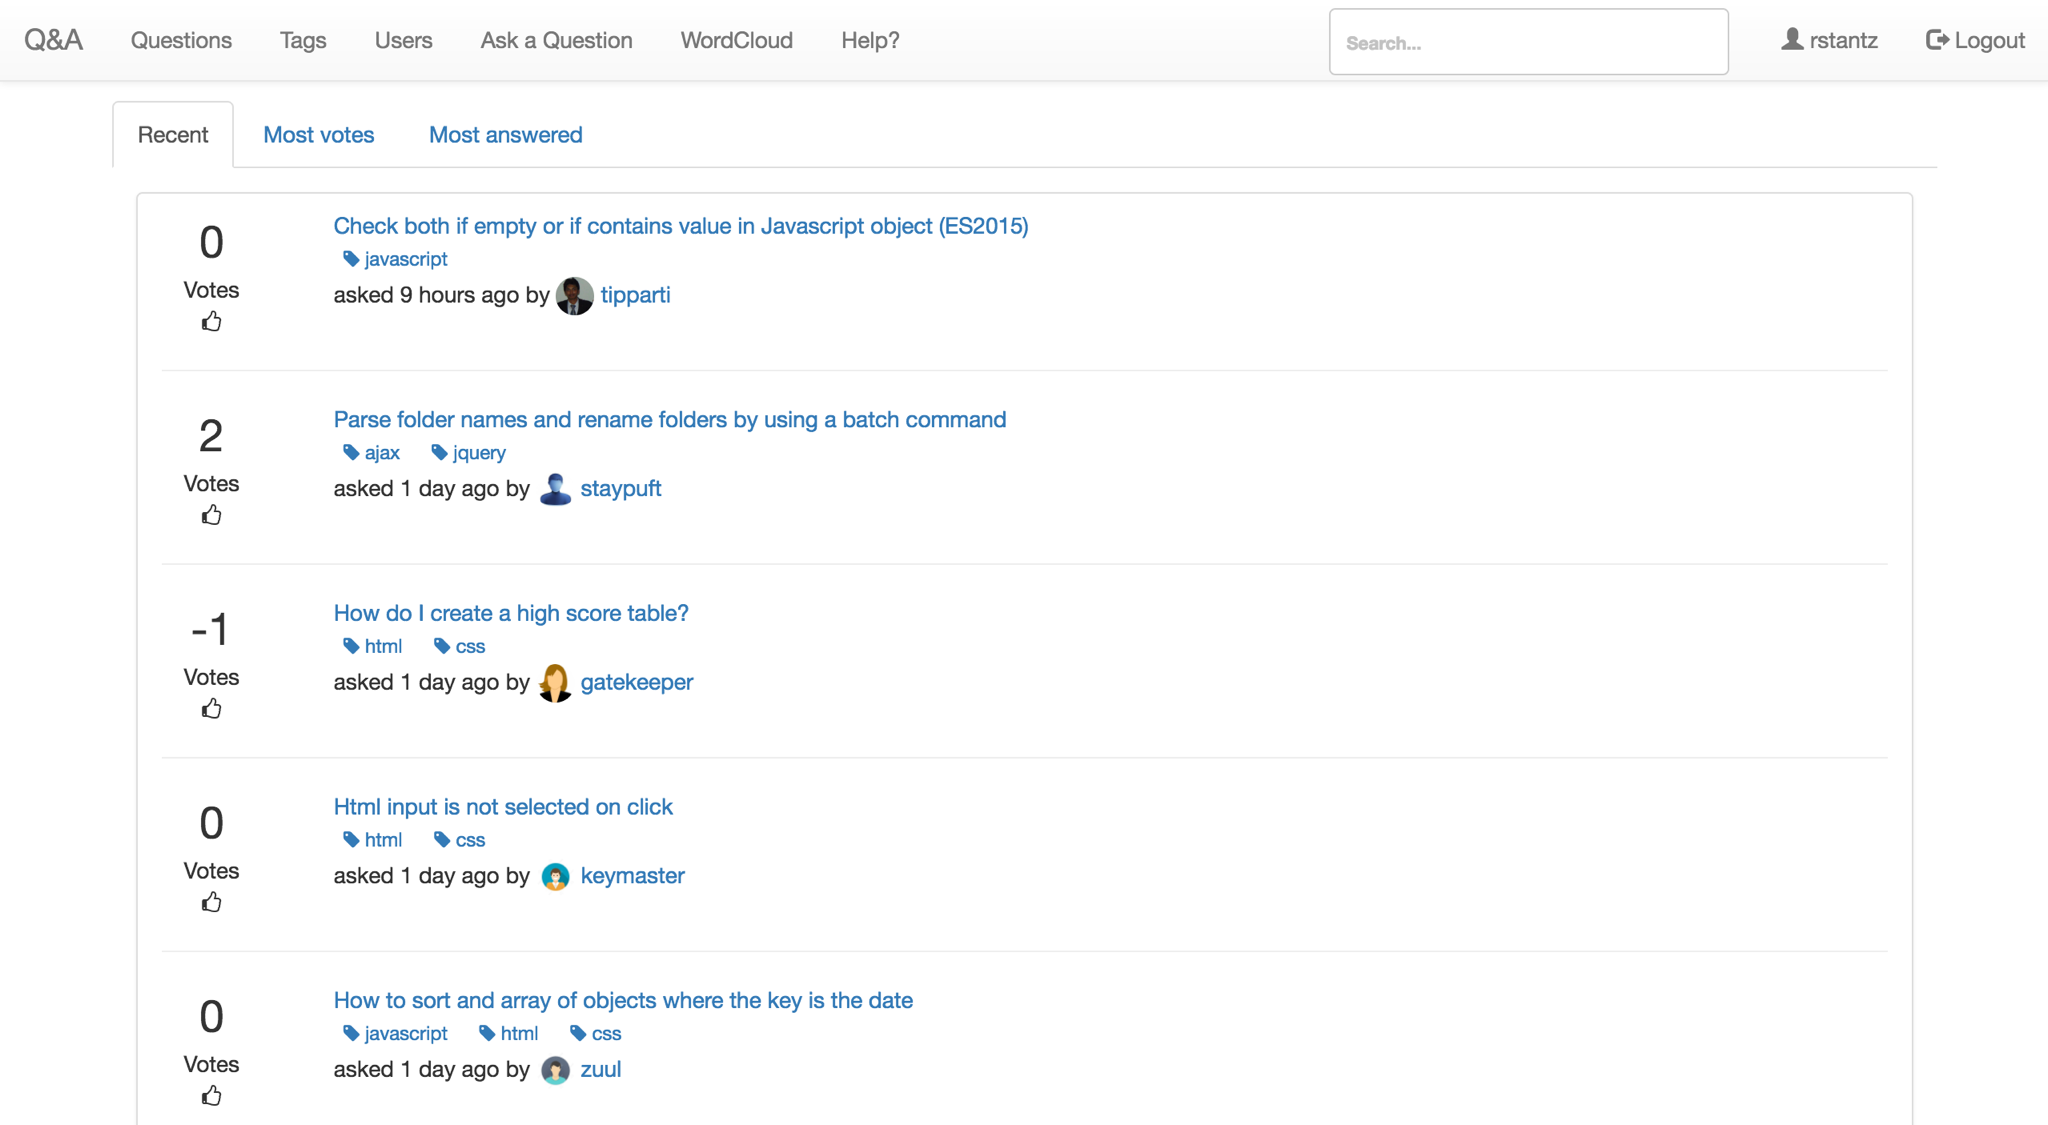 Q&A Questions Tags Users Ask a Question WordCloud Help? Search... rstantz Logout
Recent Most votes Most answered
0
Votes
Check both if empty or if contains value in Javascript object (ES2015)
javascript
asked 9 hours ago by tipparti
2
Votes
Parse folder names and rename folders by using a batch command
ajax jquery
asked 1 day ago by staypuft
-1
Votes
How do I create a high score table?
html css
asked 1 day ago by gatekeeper
0
Votes
Html input is not selected on click
html css
asked 1 day ago by keymaster
0
Votes
How to sort and array of objects where the key is the date
javascript html css
asked 1 day ago by zuul